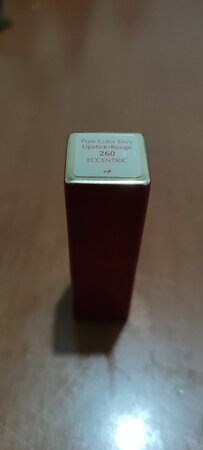 Pure Color Envy
Lipstick/Rouge
260
ECCENTRIC